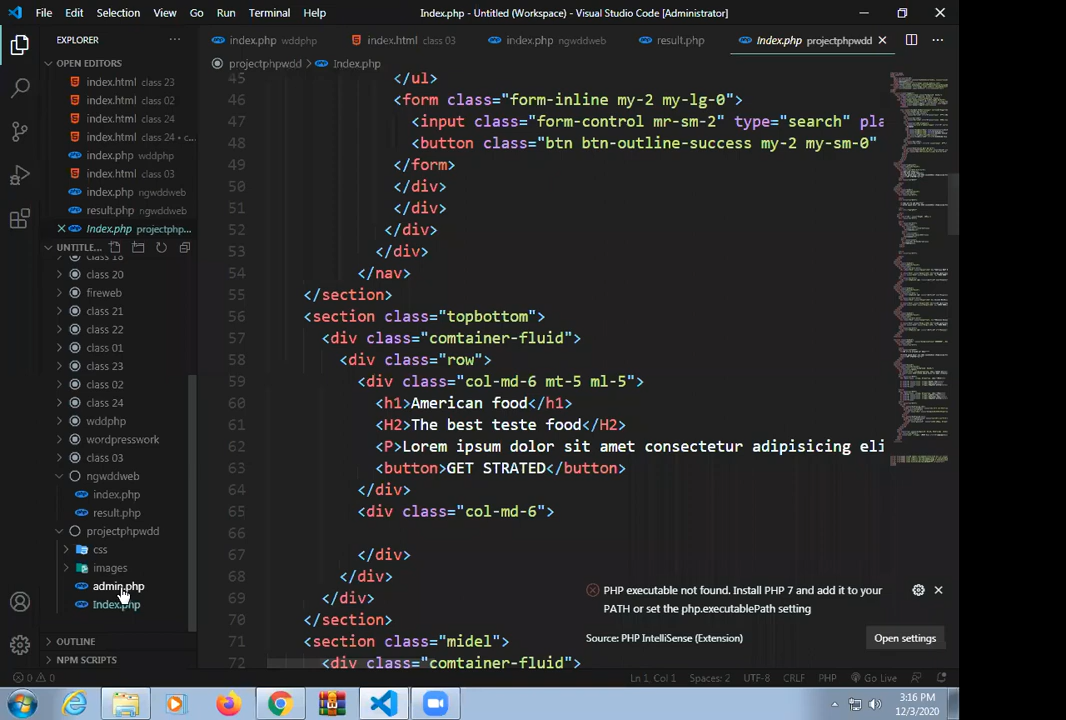 File Edit Selection View Go Run Terminal Help Index.php - Untitled (Workspace) - Visual Studio Code [Administrator]
EXPLORER
index.php wddphp index.html class 03 index.php ngwddweb result.php Index.php projectphpwdd
OPEN EDITORS
projectphpwdd > Index.php
index.html class 23
index.html class 02
index.html class 24
index.html class 24 • c...
index.php wddphp
index.html class 03
index.php ngwddweb
result.php ngwddweb
Index.php projectphp...
UNTITLE...
class 18
class 20
fireweb
class 21
class 22
class 01
class 23
class 02
class 24
wddphp
wordpresswork
class 03
ngwddweb
index.php
result.php
projectphpwdd
css
images
admin.php
Index.php
OUTLINE
NPM SCRIPTS
45 </ul>
46 <form class="form-inline my-2 my-lg-0">
47 <input class="form-control mr-sm-2" type="search" pla
48 <button class="btn btn-outline-success my-2 my-sm-0"
49 </form>
50 </div>
51 </div>
52 </div>
53 </div>
54 </nav>
55 </section>
56 <section class="topbottom">
57 <div class="comtainer-fluid">
58 <div class="row">
59 <div class="col-md-6 mt-5 ml-5">
60 <h1>American food</h1>
61 <H2>The best teste food</H2>
62 <P>Lorem ipsum dolor sit amet consectetur adipisicing eli
63 <button>GET STRATED</button>
64 </div>
65 <div class="col-md-6">
66
67 </div>
68 </div>
69 </div>
70 </section>
71 <section class="midel">
72 <div class="comtainer-fluid">
PHP executable not found. Install PHP 7 and add it to your
PATH or set the php.executablePath setting
Source: PHP IntelliSense (Extension) Open settings
0 0 Ln 1, Col 1 Spaces: 2 UTF-8 CRLF PHP Go Live
3:16 PM
12/3/2020